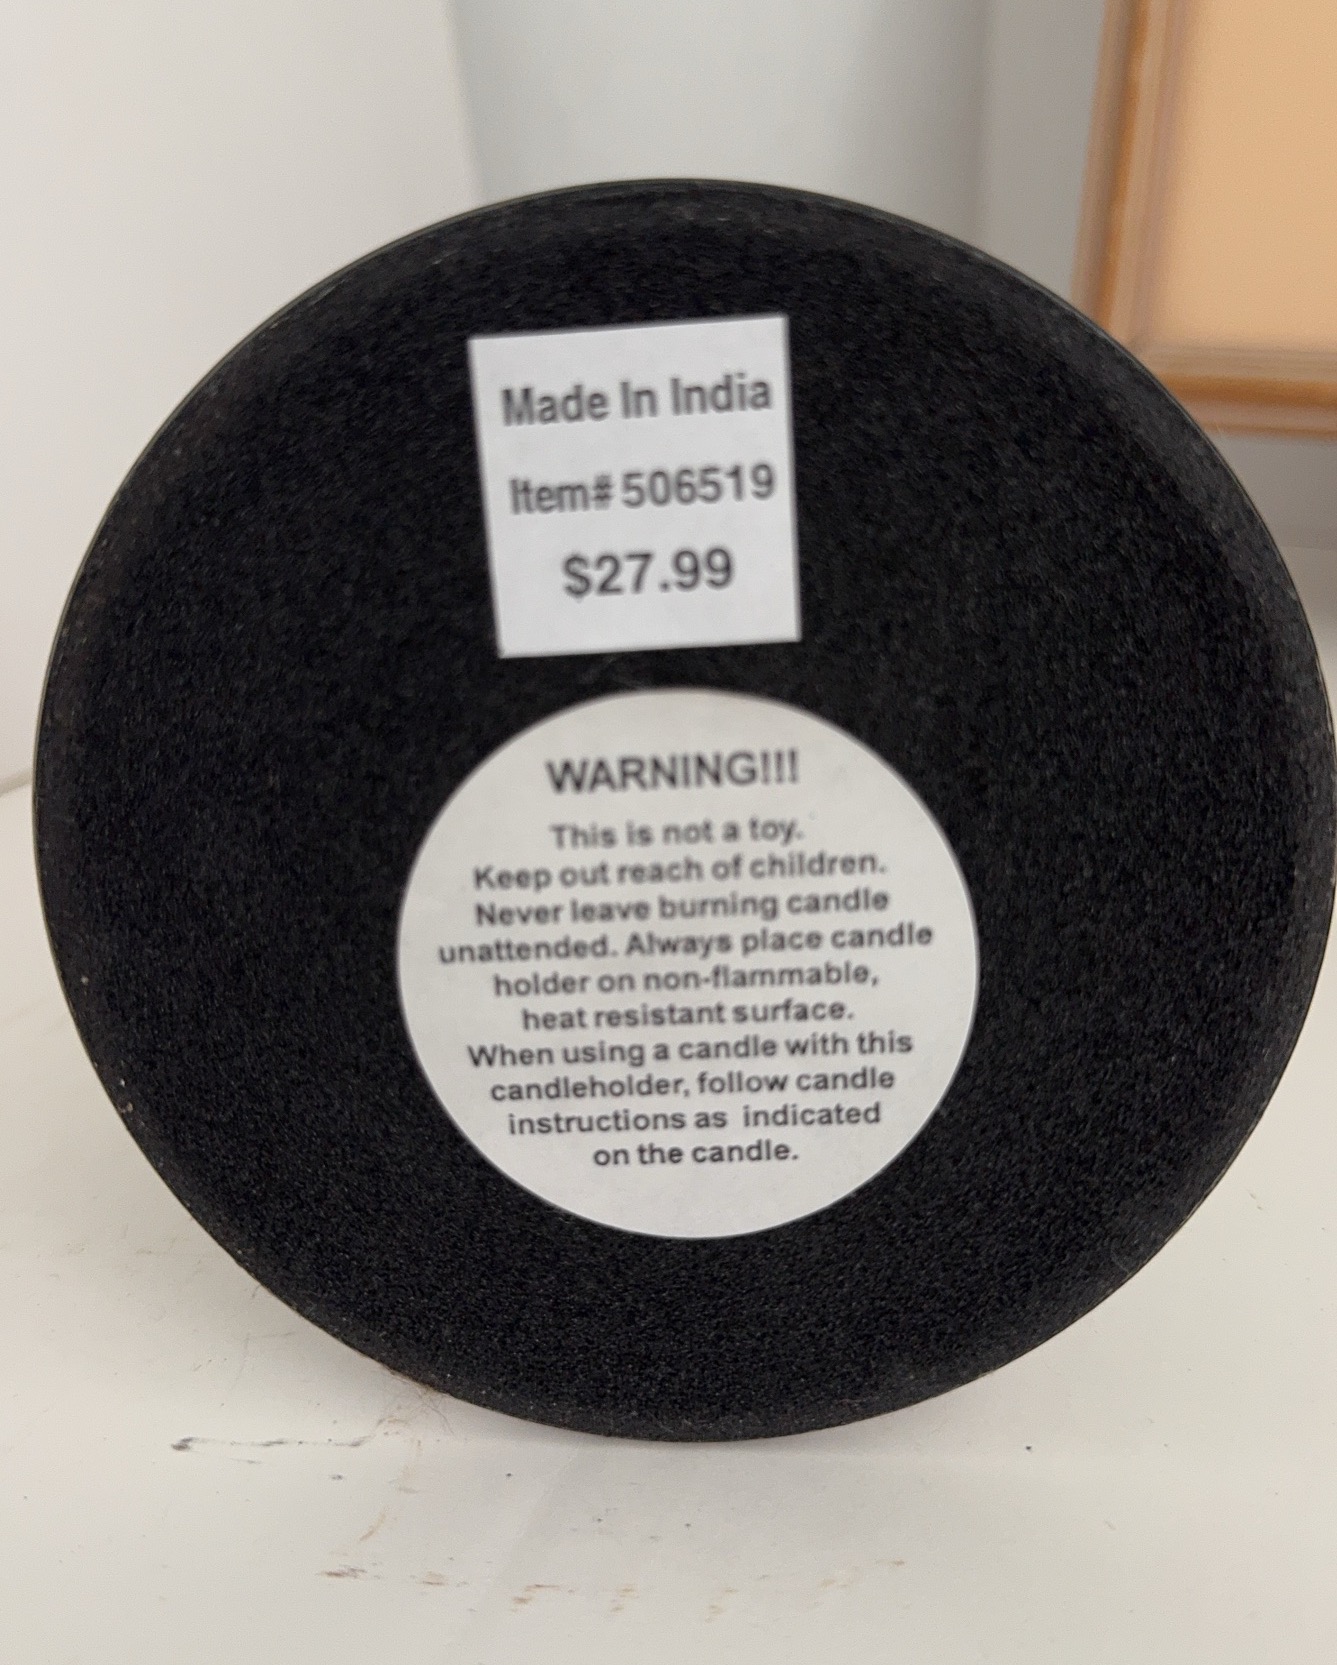 Made In India
Item# 506519
$27.99
WARNING!!!
This is not a toy.
Keep out reach of children.
Never leave burning candle
unattended. Always place candle
holder on non-flammable,
heat resistant surface.
When using a candle with this
candleholder, follow candle
instructions as indicated
on the candle.